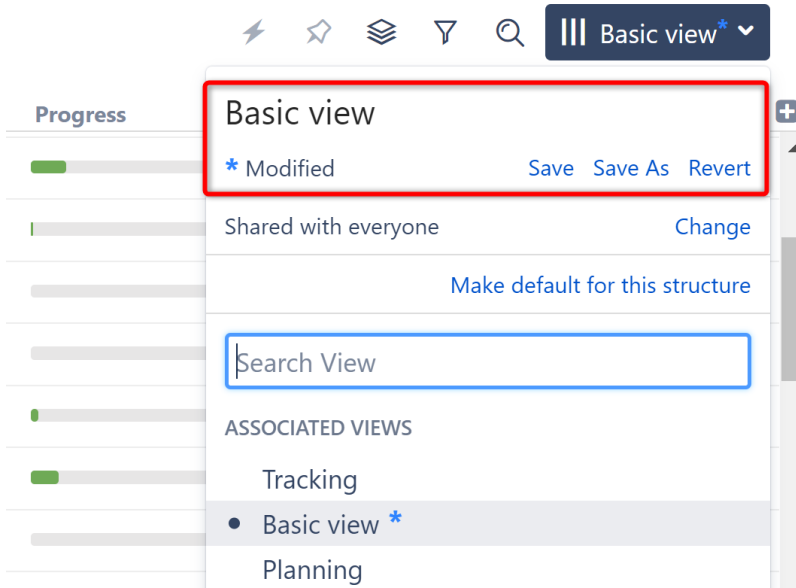 Basic view*
Progress
Basic view
* Modified Save Save As Revert
Shared with everyone Change
Make default for this structure
Search View
ASSOCIATED VIEWS
Tracking
Basic view *
Planning